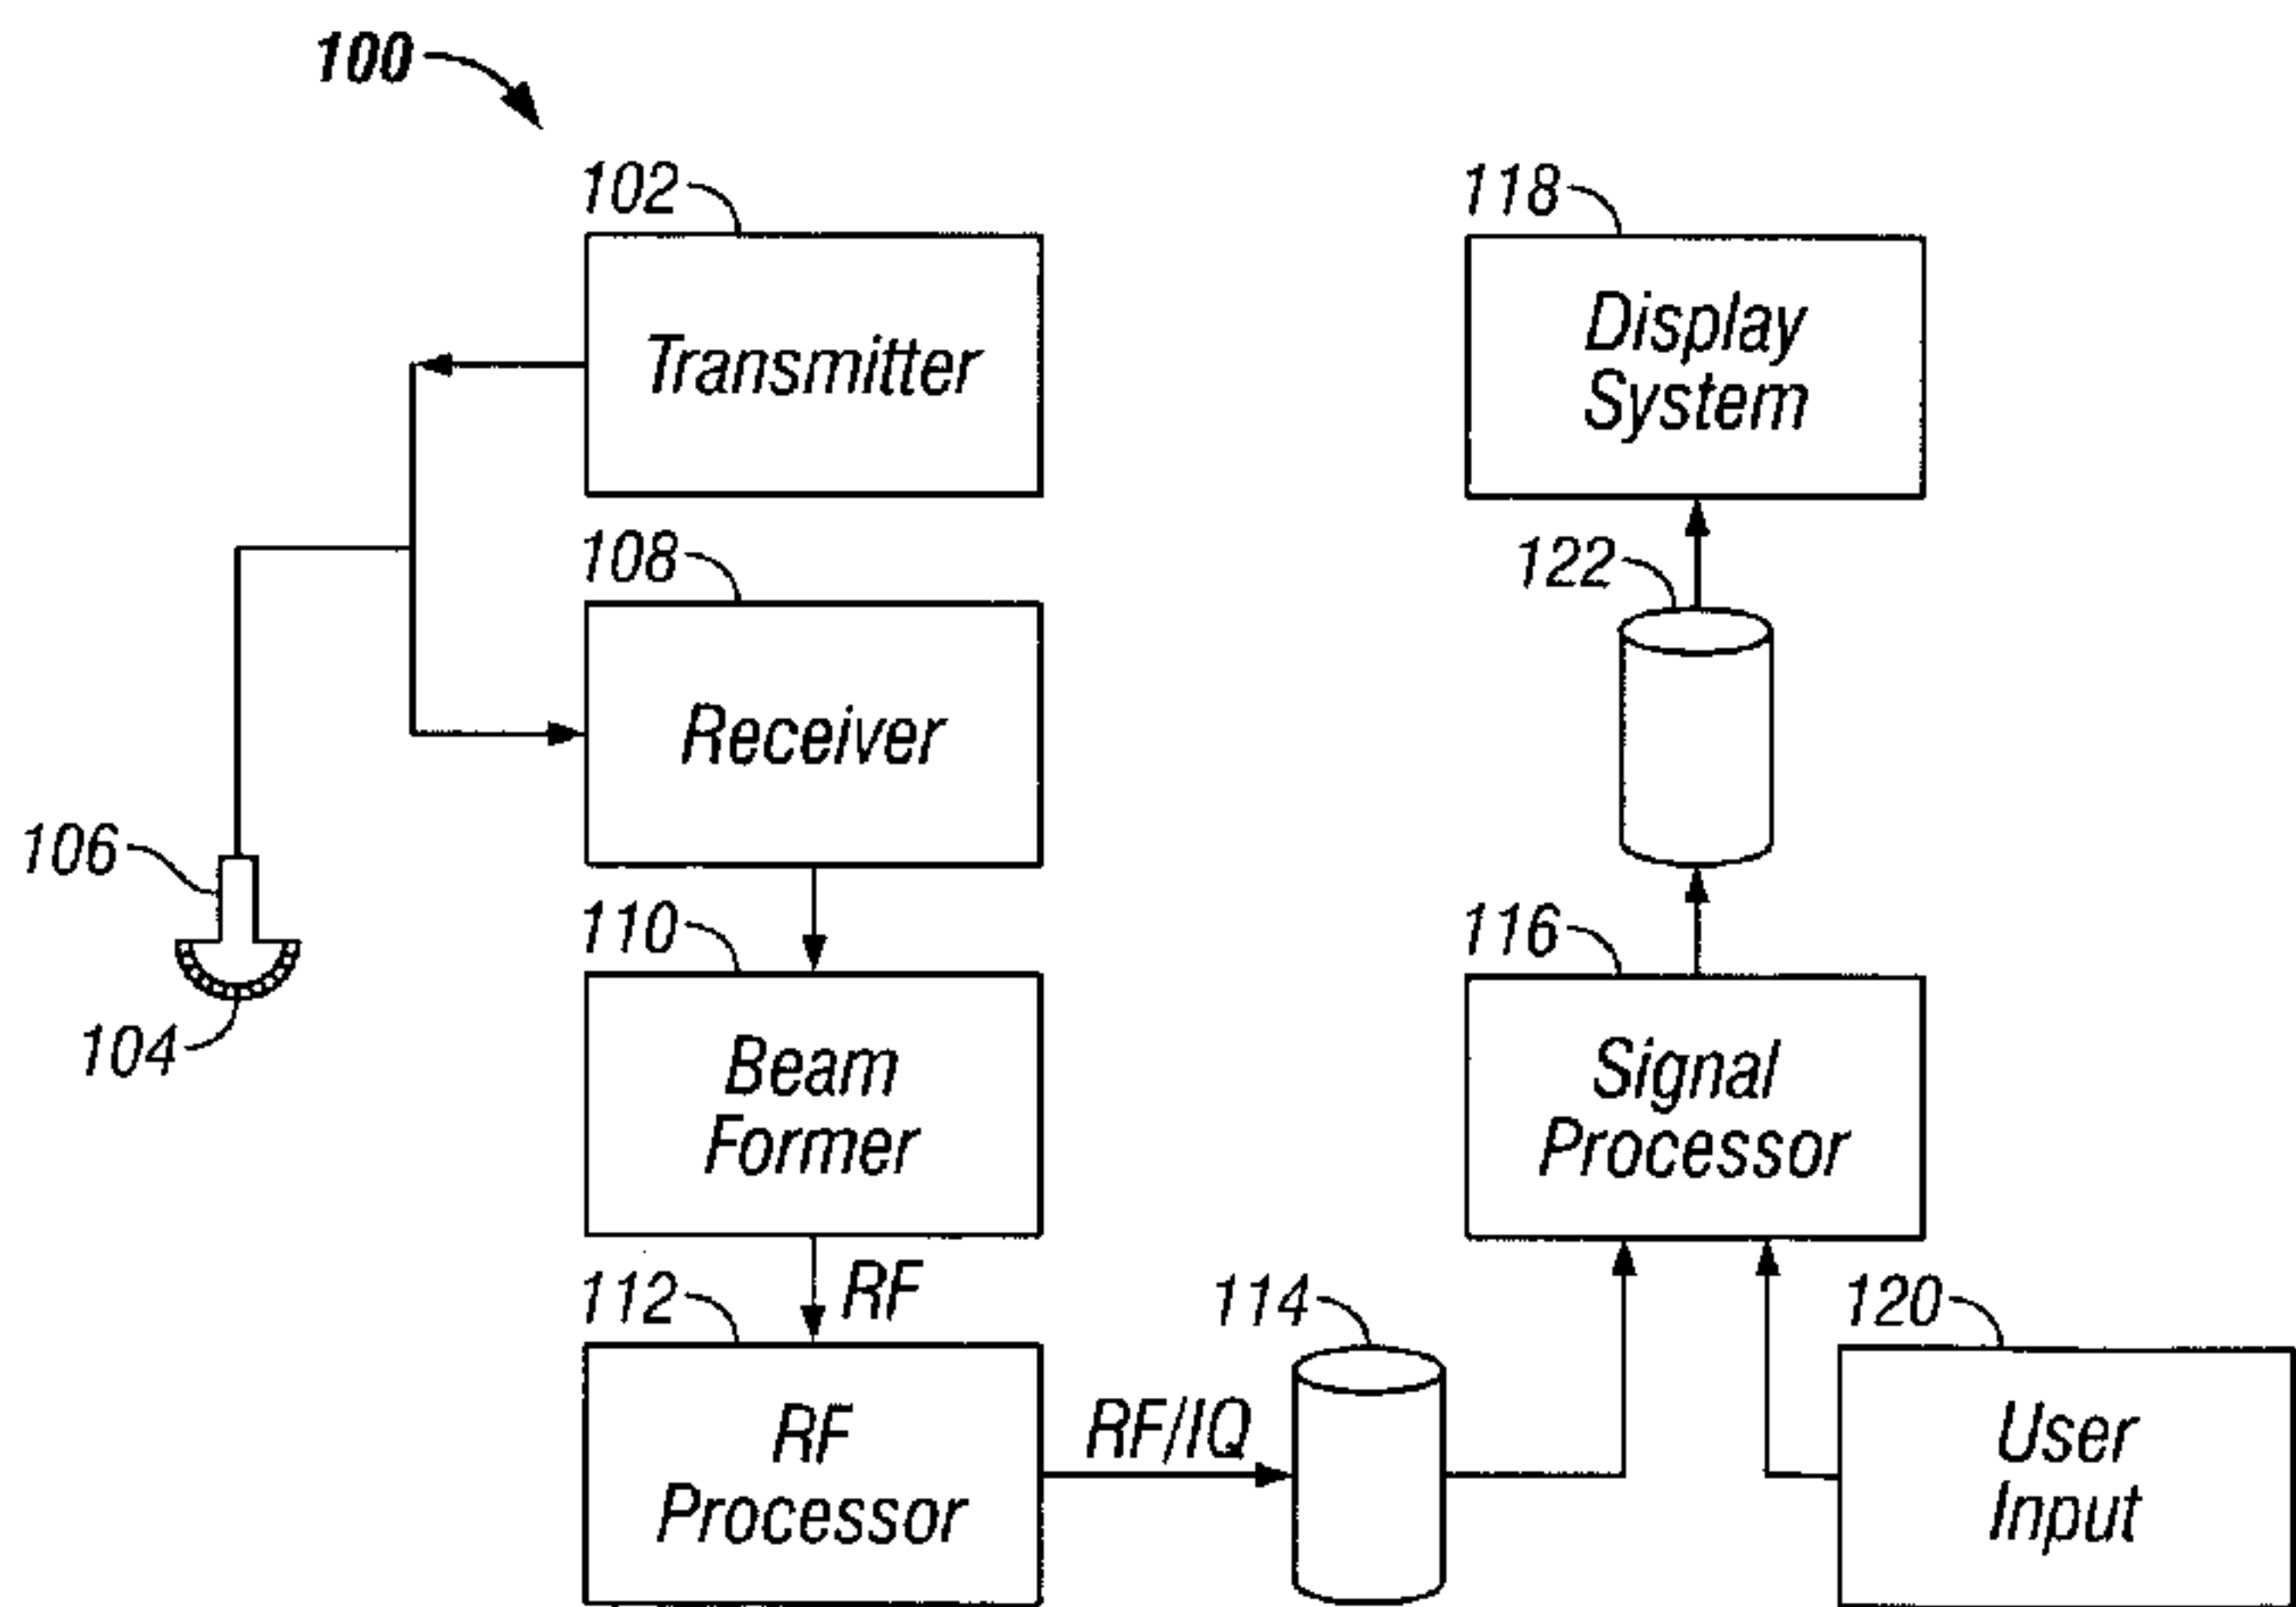 100
102
Transmitter
118
Display
System
108
Receiver
122
106
104
110
Beam
Former
116
Signal
Processor
RF
112
RF
Processor
RF/IQ
114
120
User
Input